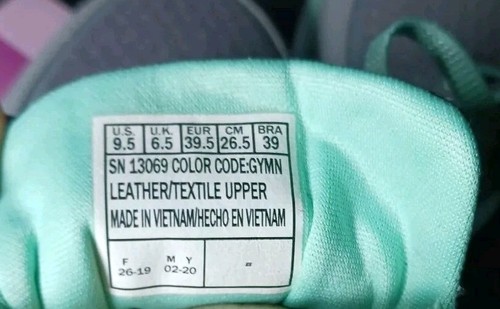 U.S. U.K. EUR CM BRA
9.5 6.5 39.5 26.5 39
SN 13069 COLOR CODE:GYMN
LEATHER/TEXTILE UPPER
MADE IN VIETNAM/HECHO EN VIETNAM
F M Y
26-19 02-20